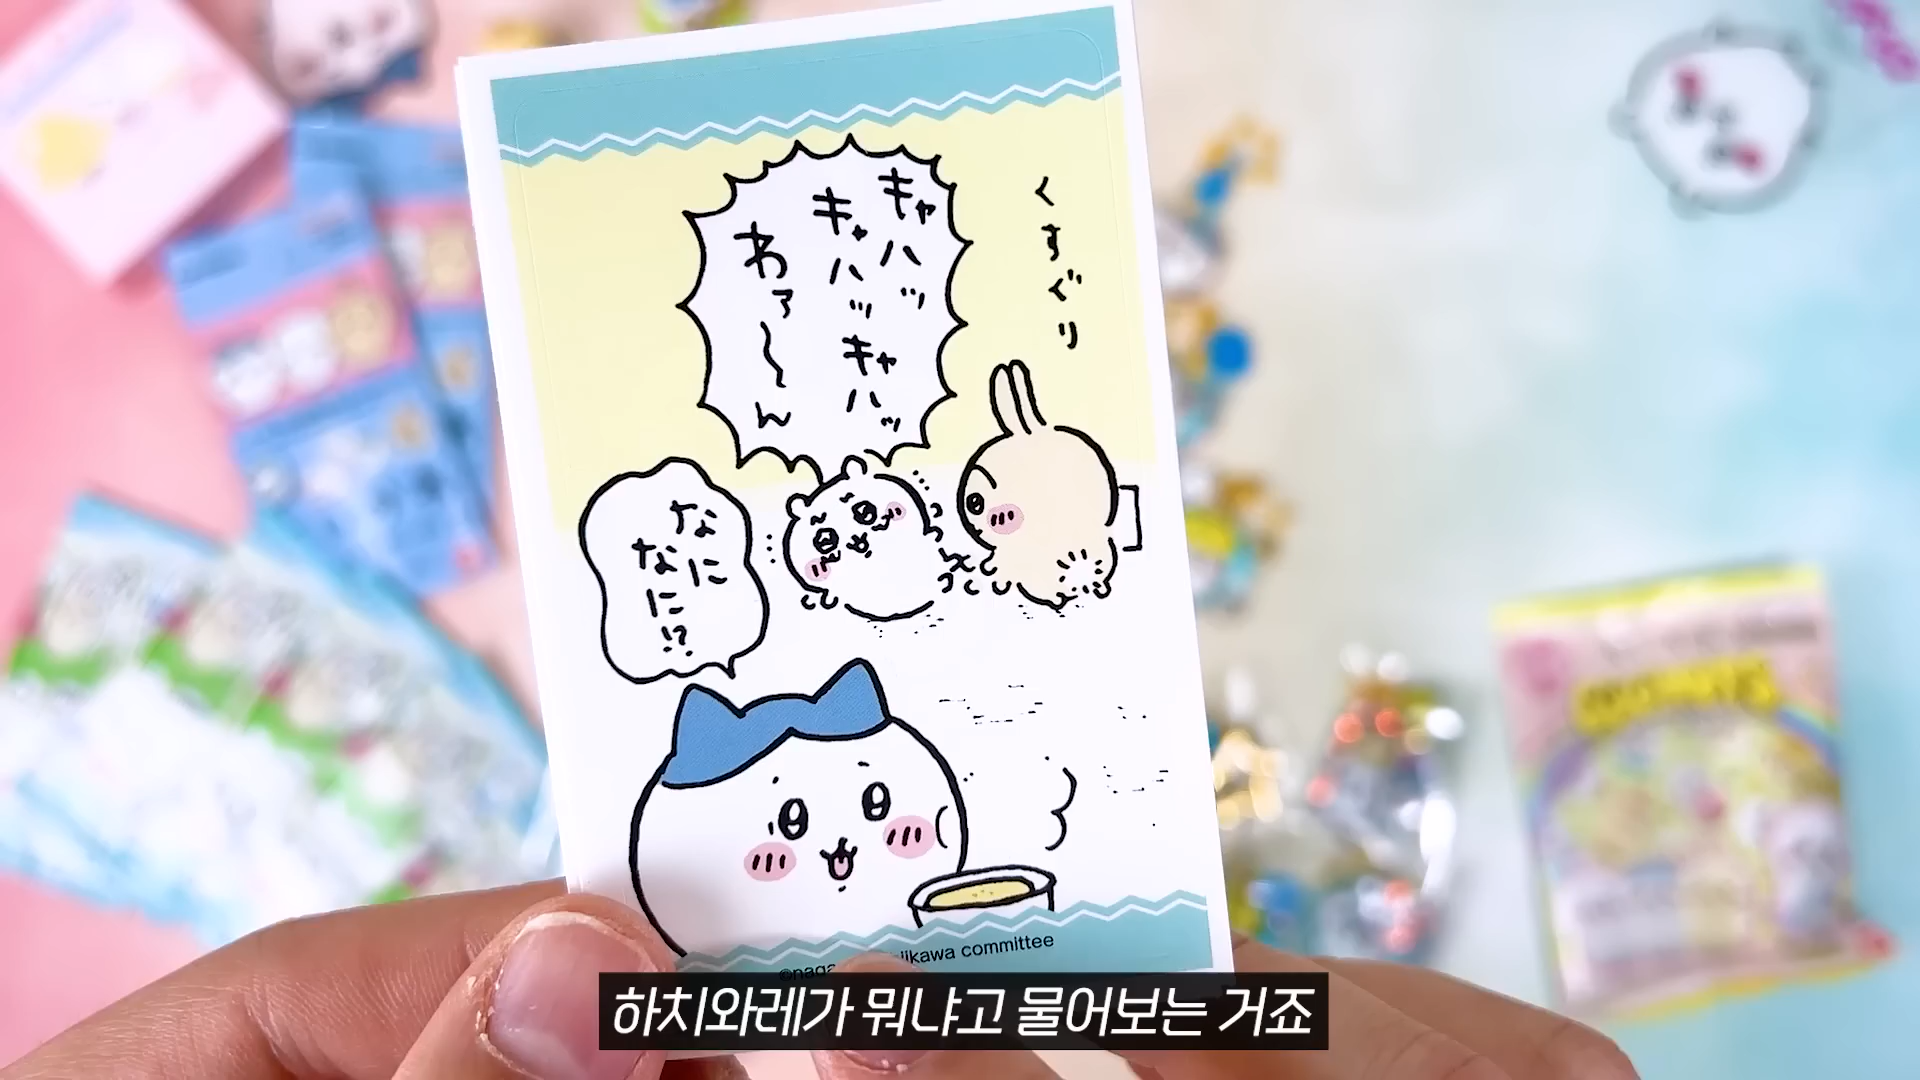 くすぐり
キャハッ
キャハッキャハッ
わァ〜〜ん
なに
なに!?
©naga
ikawa committee
하치와레가 뭐냐고 물어보는 거죠